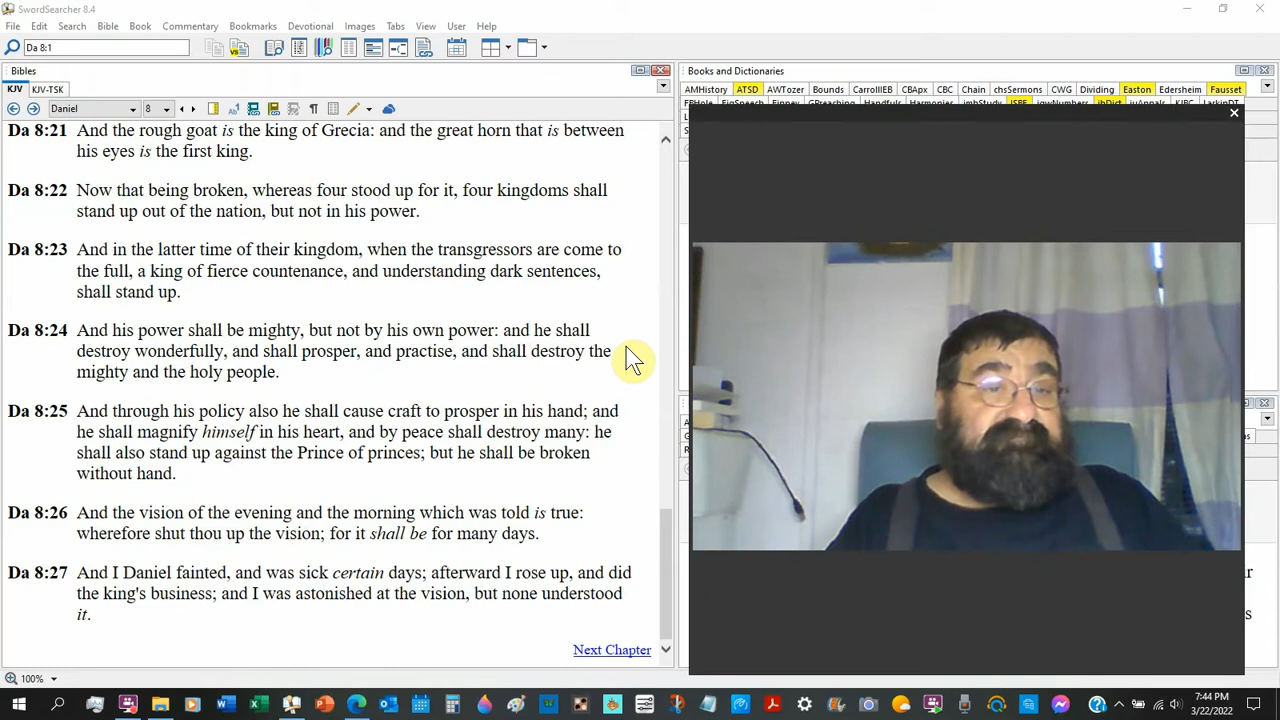 SwordSearcher 8.4
File Edit Search Bible Book Commentary Bookmarks Devotional Images Tabs View User Help
Da 8:1
Bibles
KJV KJV-TSK
Daniel 8
Da 8:21 And the rough goat is the king of Grecia: and the great horn that is between
his eyes is the first king.
Da 8:22 Now that being broken, whereas four stood up for it, four kingdoms shall
stand up out of the nation, but not in his power.
Da 8:23 And in the latter time of their kingdom, when the transgressors are come to
the full, a king of fierce countenance, and understanding dark sentences,
shall stand up.
Da 8:24 And his power shall be mighty, but not by his own power: and he shall
destroy wonderfully, and shall prosper, and practise, and shall destroy the
mighty and the holy people.
Da 8:25 And through his policy also he shall cause craft to prosper in his hand; and
he shall magnify himself in his heart, and by peace shall destroy many: he
shall also stand up against the Prince of princes; but he shall be broken
without hand.
Da 8:26 And the vision of the evening and the morning which was told is true:
wherefore shut thou up the vision; for it shall be for many days.
Da 8:27 And I Daniel fainted, and was sick certain days; afterward I rose up, and did
the king's business; and I was astonished at the vision, but none understood
it.
Next Chapter
100%
Books and Dictionaries
AMHistory ATSD AWTozer Bounds CarrollIEB CBApx CBC Chain chsSermons CWG Dividing Easton Edersheim Fausset
7:44 PM
3/22/2022